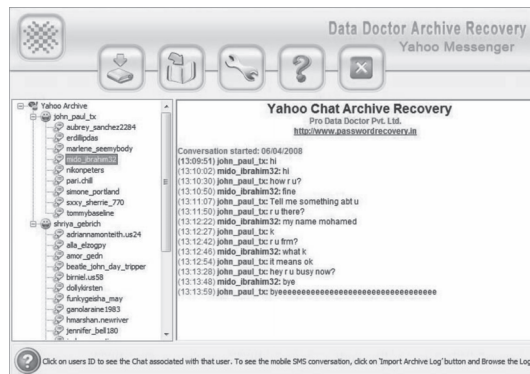 Data Doctor Archive Recovery
Yahoo Messenger
Yahoo Archive
john_paul_tx
aubrey_sanchez2284
erdillpdas
marlene_seemybody
mido_ibrahim32
nikonpeters
pari.chill
simone_portland
sxxy_sherrie_770
tommybaseline
shriya_gebrich
adriannamonteith.us24
alla_elzogpy
amor_gedn
beatle_john_day_tripper
birniel.us58
dollykirsten
funkygeisha_may
ganolaraine1983
hmarshan.newriver
jennifer_bell180
Yahoo Chat Archive Recovery
Pro Data Doctor Pvt. Ltd.
http://www.passwordrecovery.in
Conversation started: 06/04/2008
(13:09:51) john_paul_tx: hi
(13:10:02) mido_ibrahim32: hi
(13:10:30) john_paul_tx: how r u?
(13:10:50) mido_ibrahim32: fine
(13:11:07) john_paul_tx: Tell me something abt u
(13:11:50) john_paul_tx: r u there?
(13:12:22) mido_ibrahim32: my name mohamed
(13:12:27) john_paul_tx: k
(13:12:42) john_paul_tx: r u frm?
(13:12:46) mido_ibrahim32: what k
(13:12:54) john_paul_tx: it means ok
(13:13:28) john_paul_tx: hey r u busy now?
(13:13:48) mido_ibrahim32: bye
(13:13:59) john_paul_tx: byeeeeeeeeeeeeeeeeeeeeeeeeeeeeeeeeee
Click on users ID to see the Chat associated with that user. To see the mobile SMS conversation, click on 'Import Archive Log' button and Browse the Log